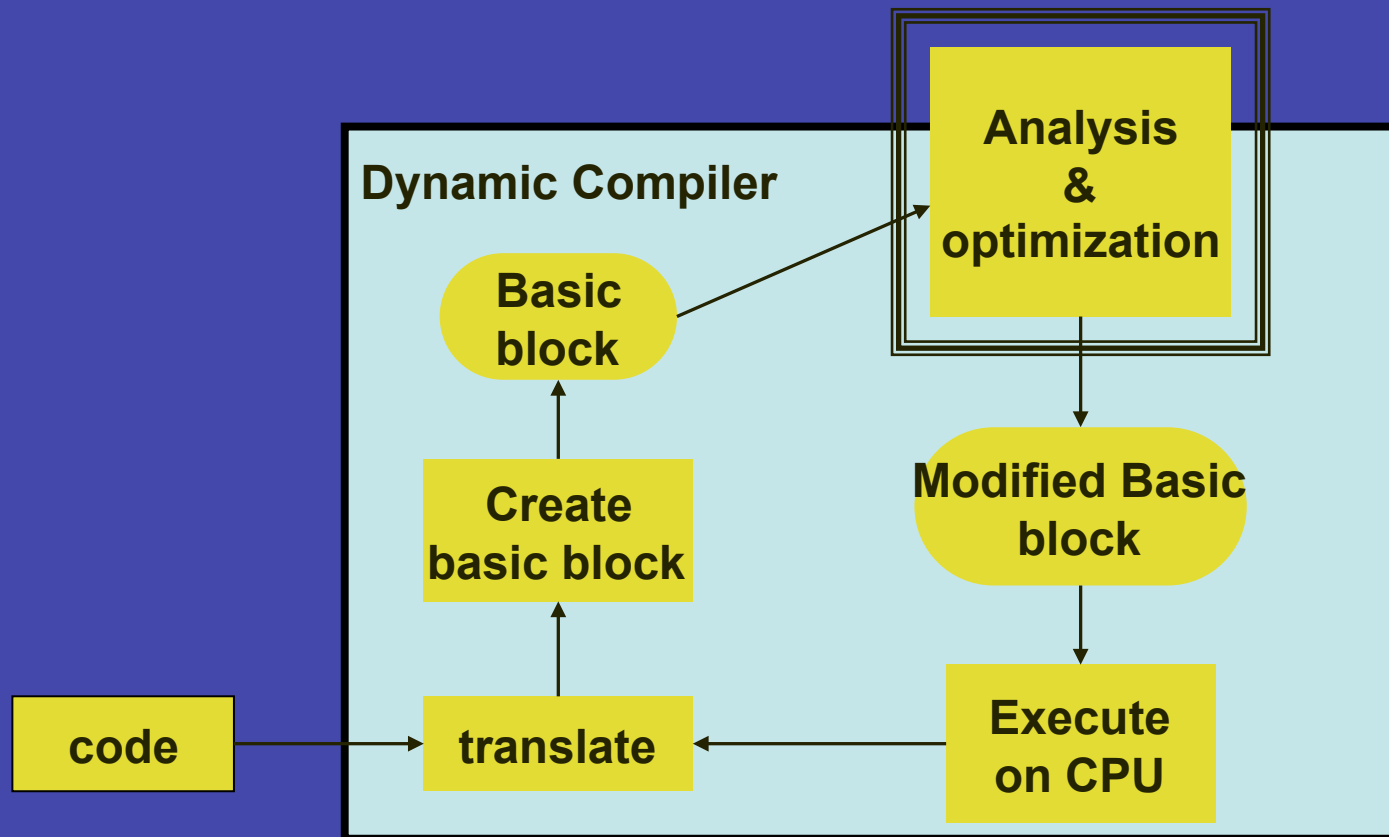 Analysis
&
optimization
Dynamic Compiler
Basic
block
Modified Basic
block
Create
basic block
code
translate
Execute
on CPU